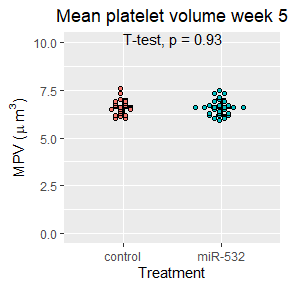 Mean platelet volume week 5
T-test, p = 0.93
MPV (μm³)
10.0
7.5
5.0
2.5
0.0
control miR-532
Treatment